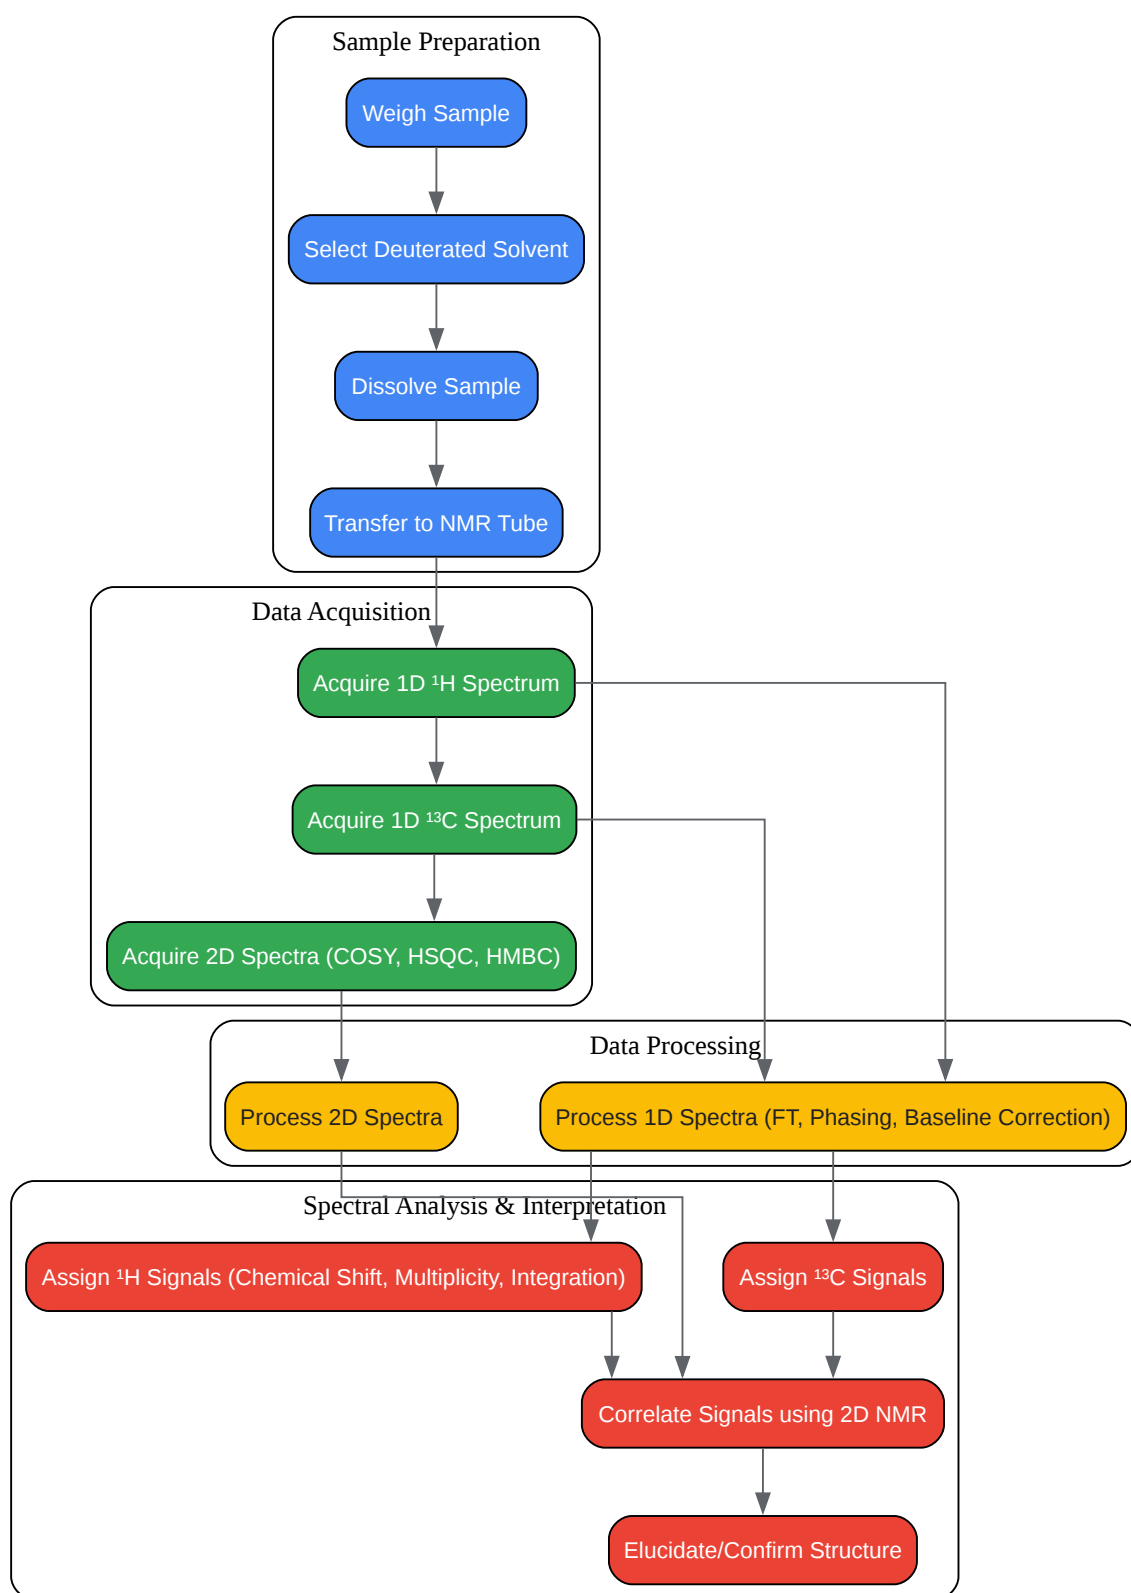 Sample Preparation
Weigh Sample
Select Deuterated Solvent
Dissolve Sample
Transfer to NMR Tube
Data Acquisition
Acquire 1D ¹H Spectrum
Acquire 1D ¹³C Spectrum
Acquire 2D Spectra (COSY, HSQC, HMBC)
Data Processing
Process 2D Spectra
Process 1D Spectra (FT, Phasing, Baseline Correction)
Spectral Analysis & Interpretation
Assign ¹H Signals (Chemical Shift, Multiplicity, Integration)
Assign ¹³C Signals
Correlate Signals using 2D NMR
Elucidate/Confirm Structure